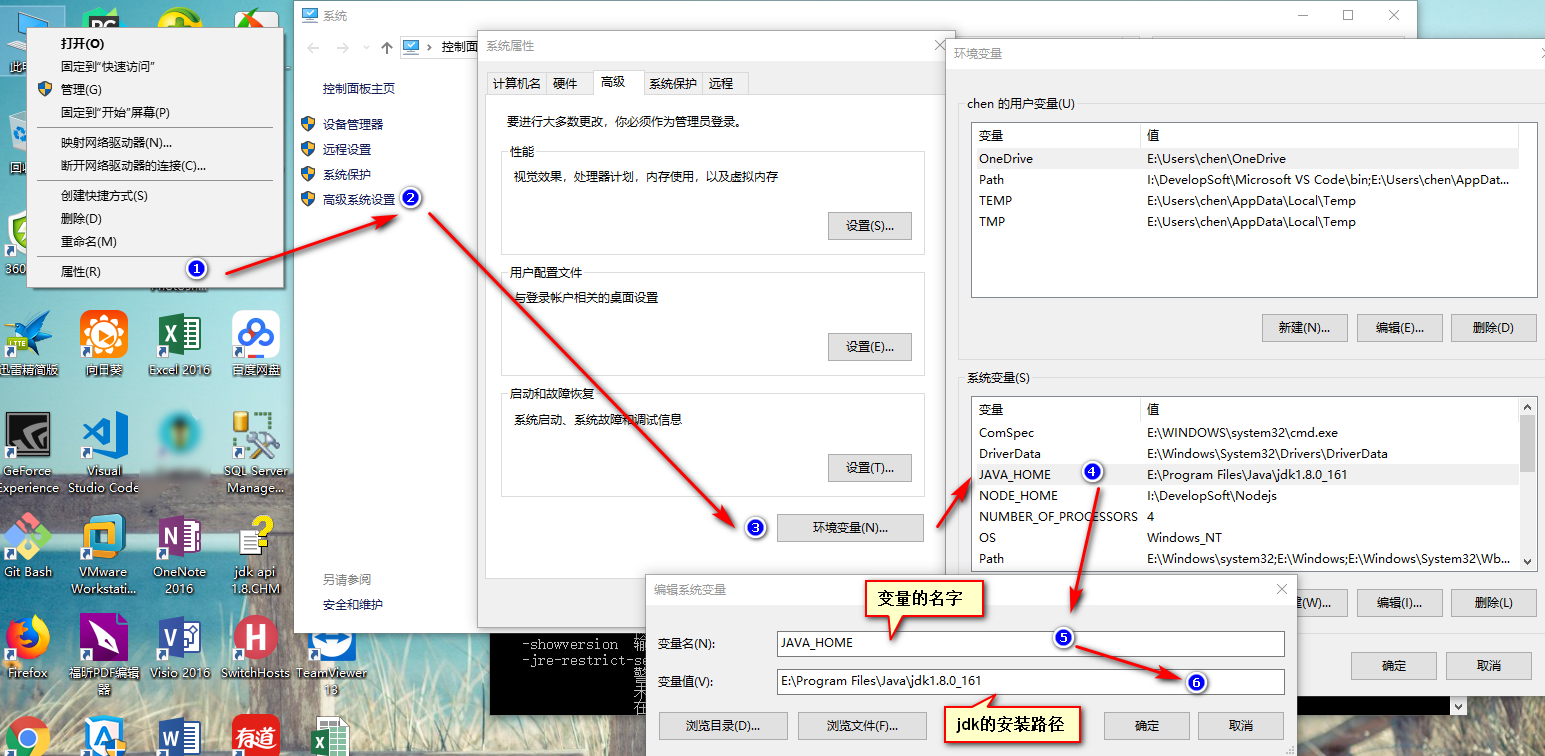 打开(O)
固定到"快速访问"
管理(G)
固定到"开始"屏幕(P)
映射网络驱动器(N)...
断开网络驱动器的连接(C)...
创建快捷方式(S)
删除(D)
重命名(M)
属性(R)
1
360
迅雷精简版
向日葵
Excel 2016
百度网盘
GeForce
Experience
Visual
Studio Code
SQL Server
Manage...
Git Bash
VMware
Workstati...
OneNote
2016
jdk api
1.8.CHM
Firefox
福昕PDF编辑
器
Visio 2016
SwitchHosts
TeamViewer
13
有道
系统
控制面
控制面板主页
设备管理器
远程设置
系统保护
高级系统设置
2
另请参阅
安全和维护
系统属性
计算机名
硬件
高级
系统保护
远程
要进行大多数更改，你必须作为管理员登录。
性能
视觉效果，处理器计划，内存使用，以及虚拟内存
设置(S)...
用户配置文件
与登录帐户相关的桌面设置
设置(E)...
启动和故障恢复
系统启动、系统故障和调试信息
设置(T)...
3
环境变量(N)...
-showversion
-jre-restrict-se
环境变量
chen 的用户变量(U)
变量 值
OneDrive E:\Users\chen\OneDrive
Path I:\DevelopSoft\Microsoft VS Code\bin;E:\Users\chen\AppDat...
TEMP E:\Users\chen\AppData\Local\Temp
TMP E:\Users\chen\AppData\Local\Temp
新建(N)...
编辑(E)...
删除(D)
系统变量(S)
变量 值
ComSpec E:\WINDOWS\system32\cmd.exe
DriverData E:\Windows\System32\Drivers\DriverData
JAVA_HOME 4 E:\Program Files\Java\jdk1.8.0_161
NODE_HOME I:\DevelopSoft\Nodejs
NUMBER_OF_PROCESSORS 4
OS Windows_NT
Path E:\Windows\system32;E:\Windows;E:\Windows\System32\Wb...
(W)...
编辑(I)...
删除(L)
确定
取消
编辑系统变量
变量的名字
变量名(N):
JAVA_HOME
5
变量值(V):
E:\Program Files\Java\jdk1.8.0_161
6
浏览目录(D)...
浏览文件(F)...
jdk的安装路径
确定
取消